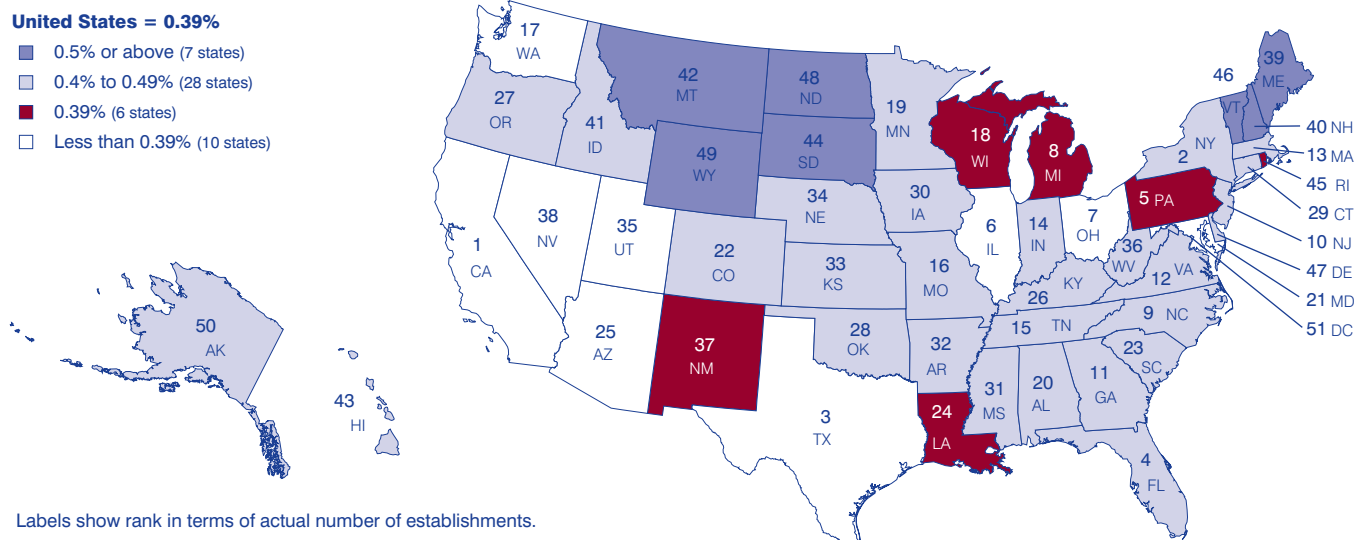 United States = 0.39%
0.5% or above (7 states)
0.4% to 0.49% (28 states)
0.39% (6 states)
Less than 0.39% (10 states)
17
WA
27
OR
41
ID
42
MT
48
ND
44
SD
49
WY
19
MN
18
WI
8
MI
46
VT
39
ME
40 NH
13 MA
45 RI
29 CT
10 NJ
47 DE
21 MD
51 DC
2 NY
5 PA
1
CA
38
NV
35
UT
22
CO
34
NE
30
IA
6
IL
14
IN
7
OH
36
WV
12 VA
33
KS
16
MO
26 KY
15 TN
9 NC
23
SC
25
AZ
37
NM
28
OK
32
AR
31
MS
20
AL
11
GA
3
TX
24
LA
4
FL
50
AK
43
HI
Labels show rank in terms of actual number of establishments.